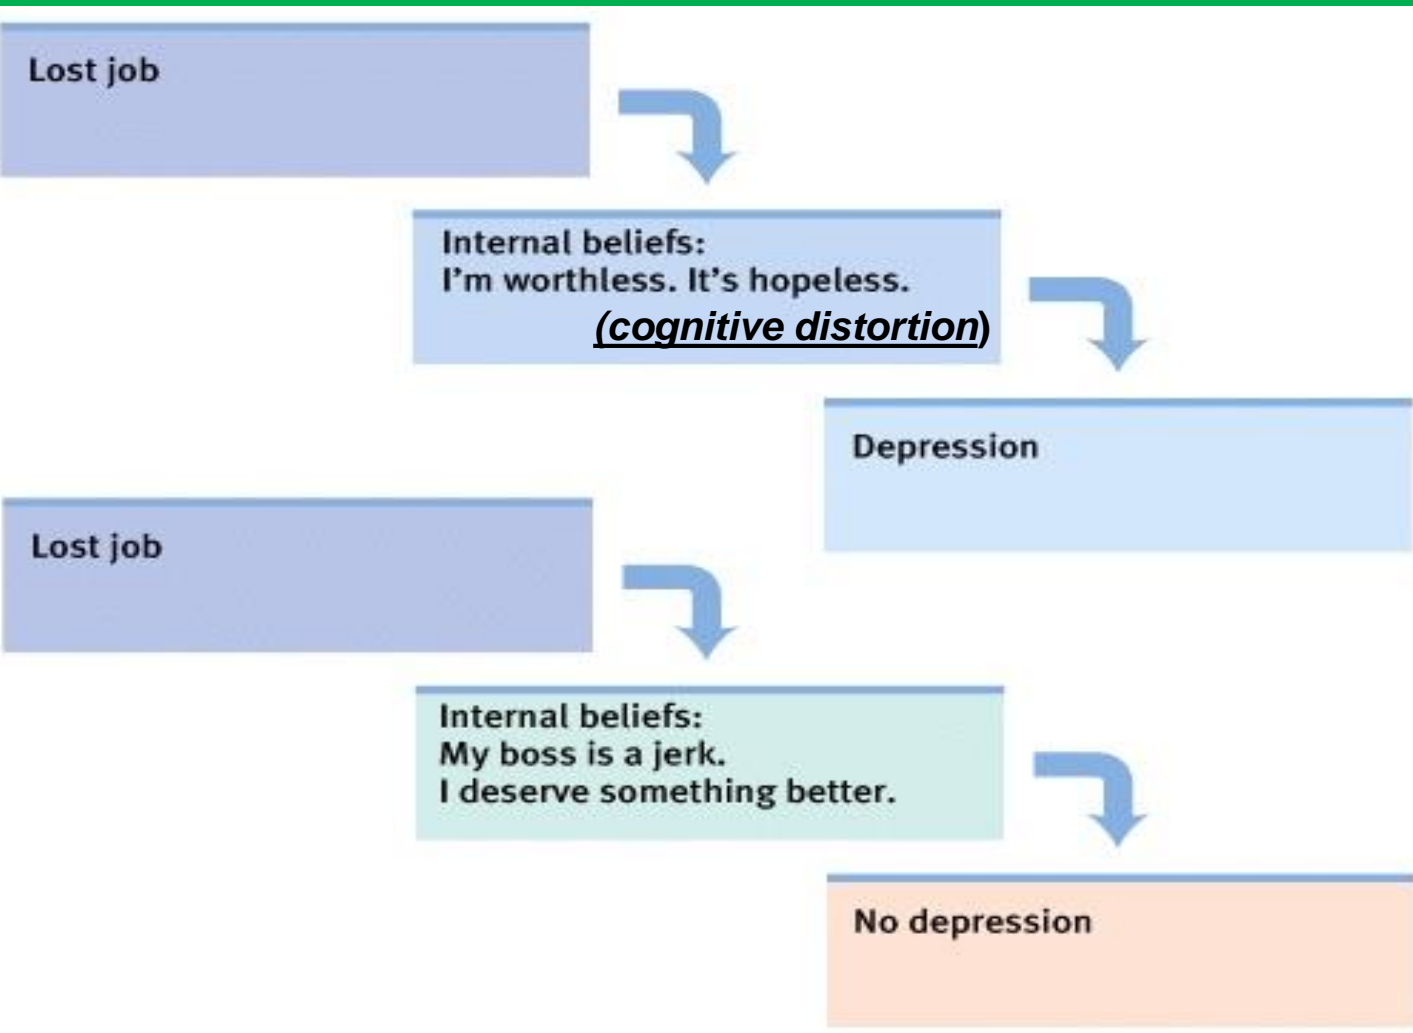 Lost job
Internal beliefs:
I'm worthless. It's hopeless.
(cognitive distortion)
Depression
Lost job
Internal beliefs:
My boss is a jerk.
I deserve something better.
No depression